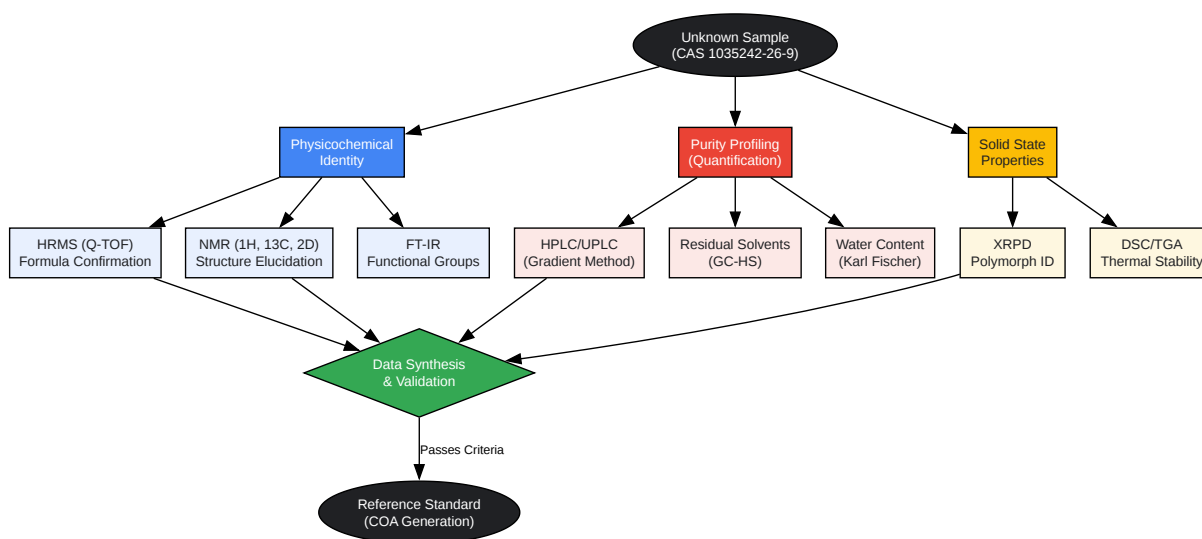 Unknown Sample
(CAS 1035242-26-9)
Physicochemical
Identity
Purity Profiling
(Quantification)
Solid State
Properties
HRMS (Q-TOF)
Formula Confirmation
NMR (1H, 13C, 2D)
Structure Elucidation
FT-IR
Functional Groups
HPLC/UPLC
(Gradient Method)
Residual Solvents
(GC-HS)
Water Content
(Karl Fischer)
XRPD
Polymorph ID
DSC/TGA
Thermal Stability
Data Synthesis
& Validation
Passes Criteria
Reference Standard
(COA Generation)